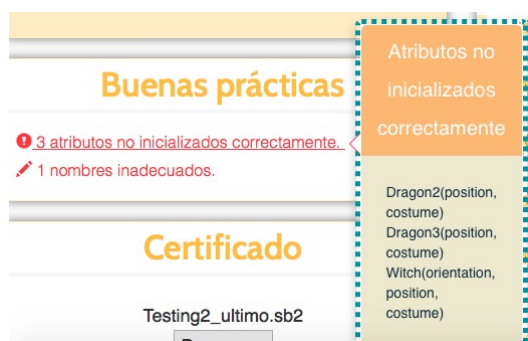 Buenas prácticas
3 atributos no inicializados correctamente.
1 nombres inadecuados.
Certificado
Testing2_ultimo.sb2
Atributos no
inicializados
correctamente
Dragon2(position,
costume)
Dragon3(position,
costume)
Witch(orientation,
position,
costume)